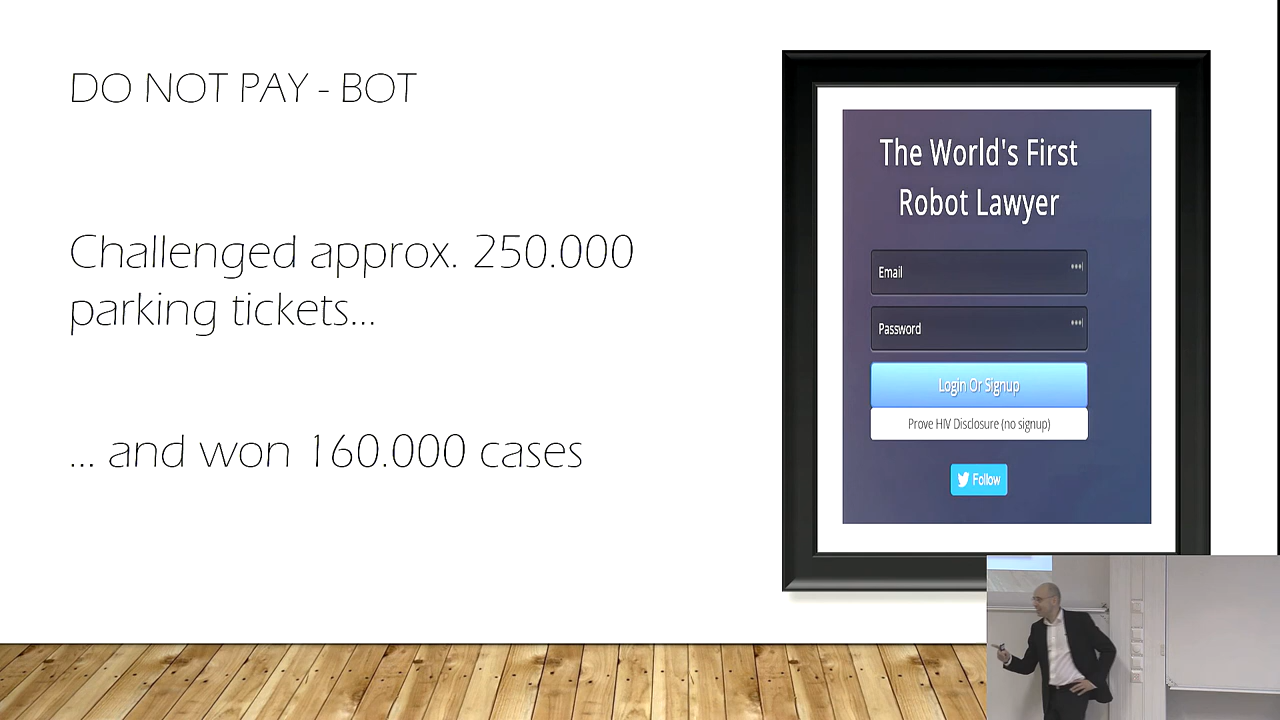 DO NOT PAY - BOT
Challenged approx. 250.000
parking tickets...
... and won 160.000 cases
The World's First
Robot Lawyer
Email
Password
Login Or Signup
Prove HIV Disclosure (no signup)
Follow